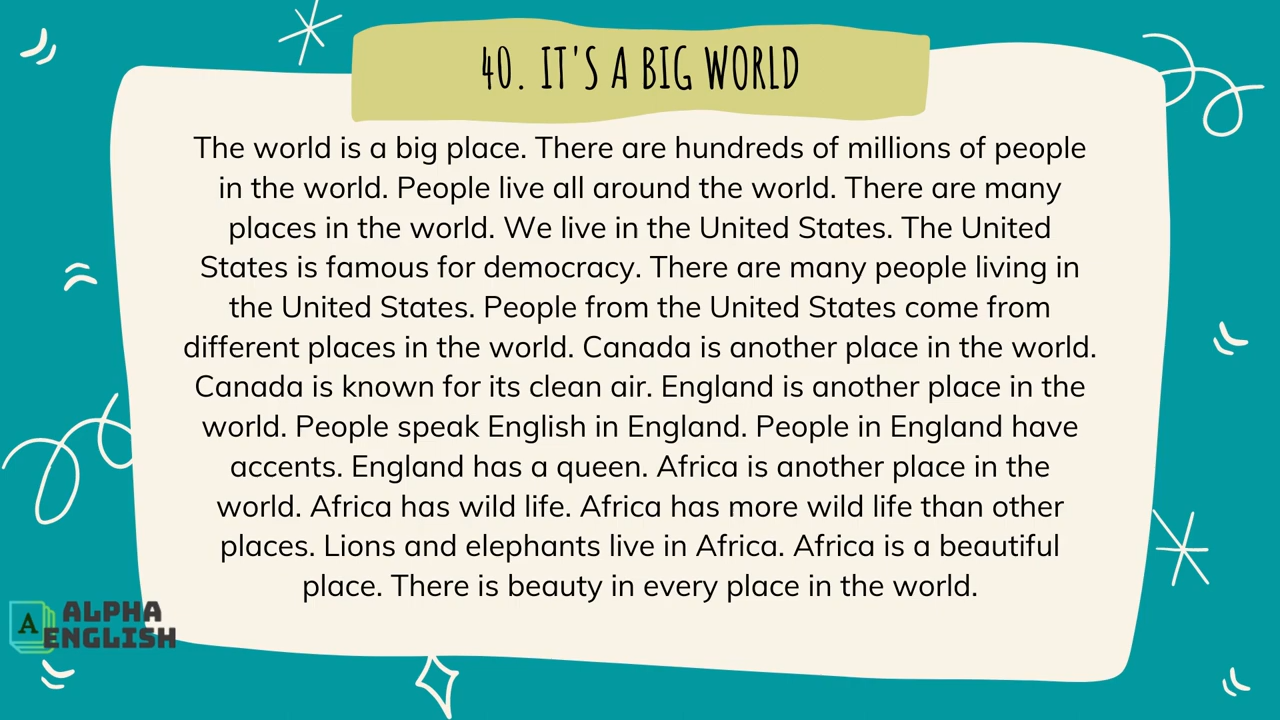 40. IT'S A BIG WORLD
The world is a big place. There are hundreds of millions of people
in the world. People live all around the world. There are many
places in the world. We live in the United States. The United
States is famous for democracy. There are many people living in
the United States. People from the United States come from
different places in the world. Canada is another place in the world.
Canada is known for its clean air. England is another place in the
world. People speak English in England. People in England have
accents. England has a queen. Africa is another place in the
world. Africa has wild life. Africa has more wild life than other
places. Lions and elephants live in Africa. Africa is a beautiful
place. There is beauty in every place in the world.
A
ALPHA
ENGLISH